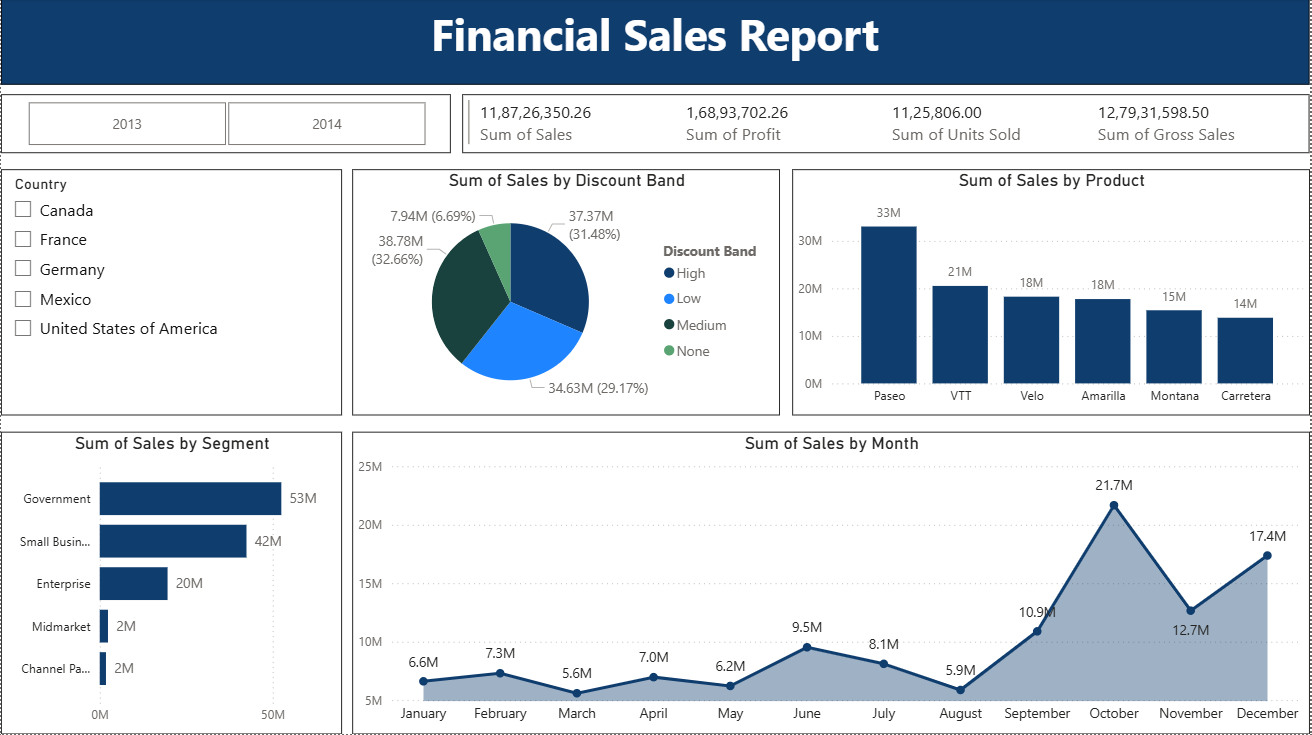 Financial Sales Report
2013
2014
11,87,26,350.26
Sum of Sales
1,68,93,702.26
Sum of Profit
11,25,806.00
Sum of Units Sold
12,79,31,598.50
Sum of Gross Sales
Country
Canada
France
Germany
Mexico
United States of America
Sum of Sales by Discount Band
7.94M (6.69%)
37.37M
(31.48%)
38.78M
(32.66%)
34.63M (29.17%)
Discount Band
High
Low
Medium
None
Sum of Sales by Product
30M
20M
10M
0M
33M
21M
18M
18M
15M
14M
Paseo
VTT
Velo
Amarilla
Montana
Carretera
Sum of Sales by Segment
Government
53M
Small Busin...
42M
Enterprise
20M
Midmarket
2M
Channel Pa...
2M
0M
50M
Sum of Sales by Month
25M
20M
15M
10M
5M
6.6M
7.3M
5.6M
7.0M
6.2M
9.5M
8.1M
5.9M
10.9M
21.7M
12.7M
17.4M
January
February
March
April
May
June
July
August
September
October
November
December